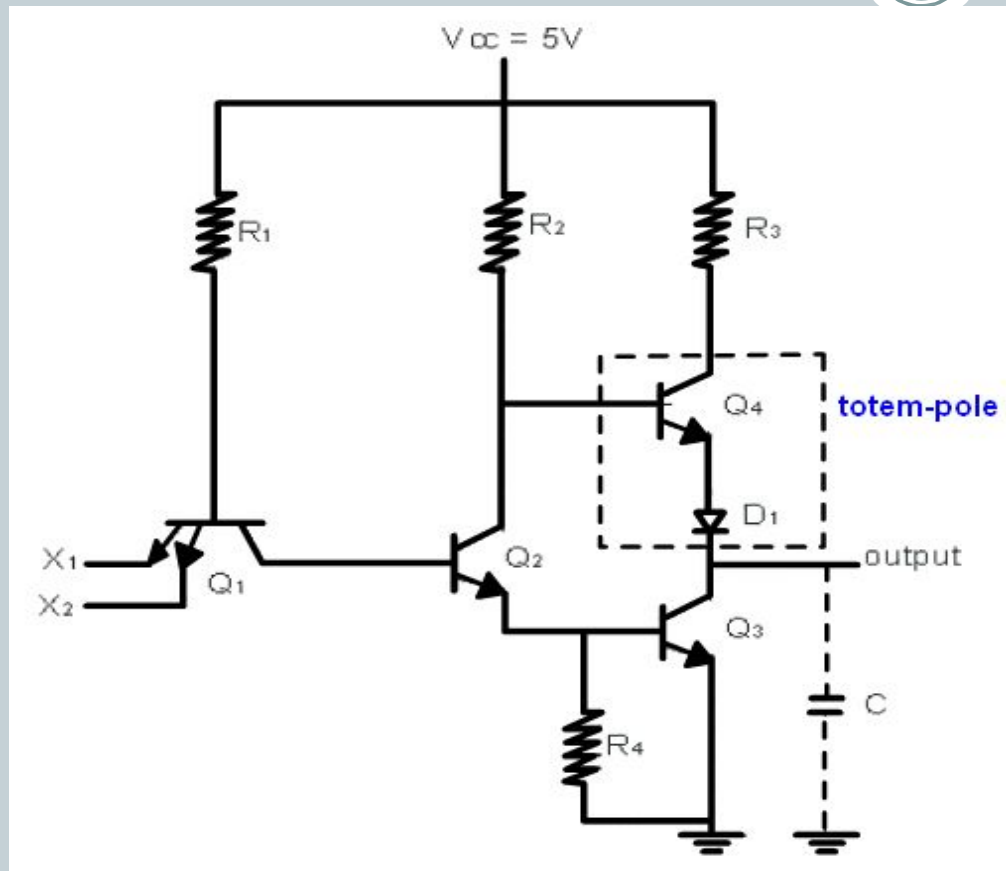 Vcc = 5V
R1
R2
R3
Q4
totem-pole
D1
output
X1
Q1
Q2
X2
Q3
C
R4